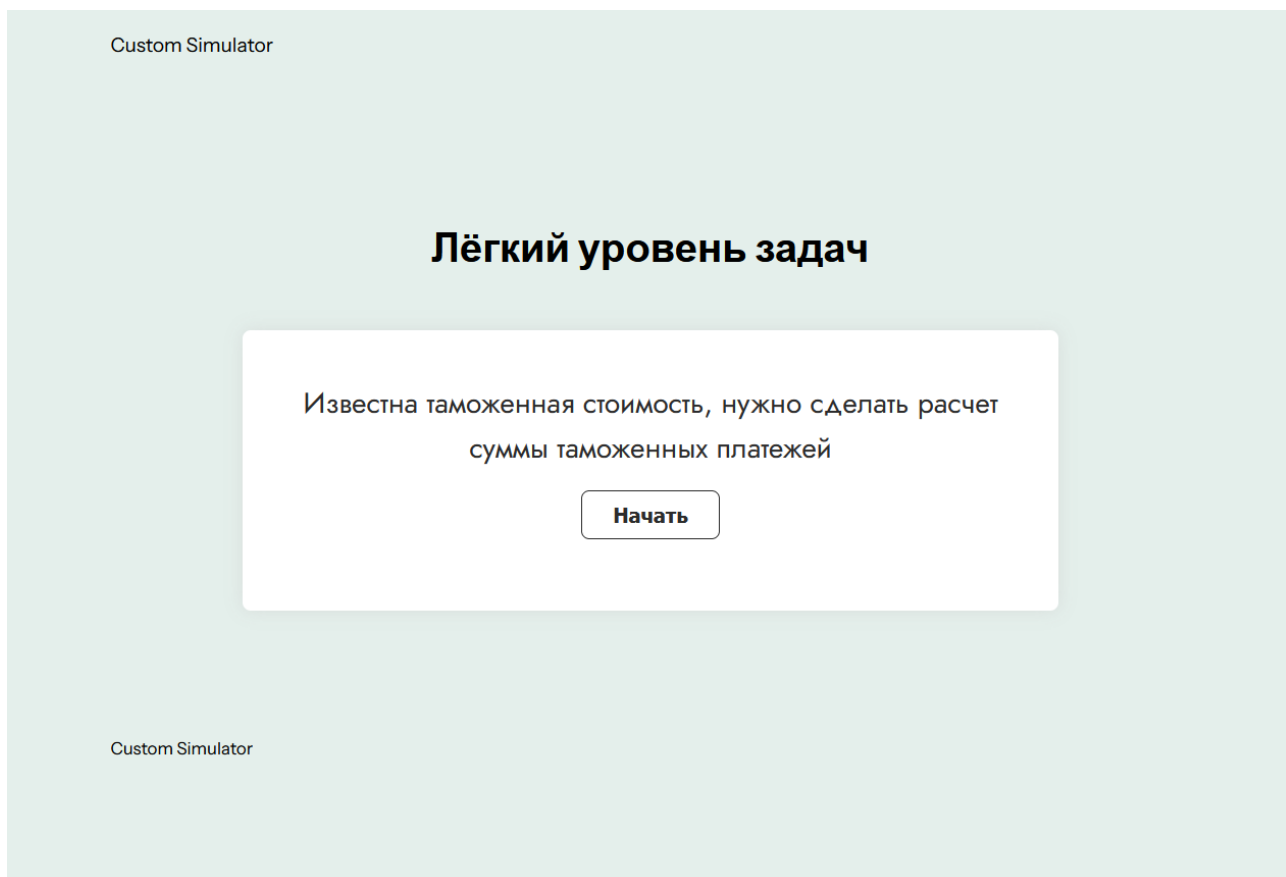 Custom Simulator
Лёгкий уровень задач
Известна таможенная стоимость, нужно сделать расчет
суммы таможенных платежей
Начать
Custom Simulator